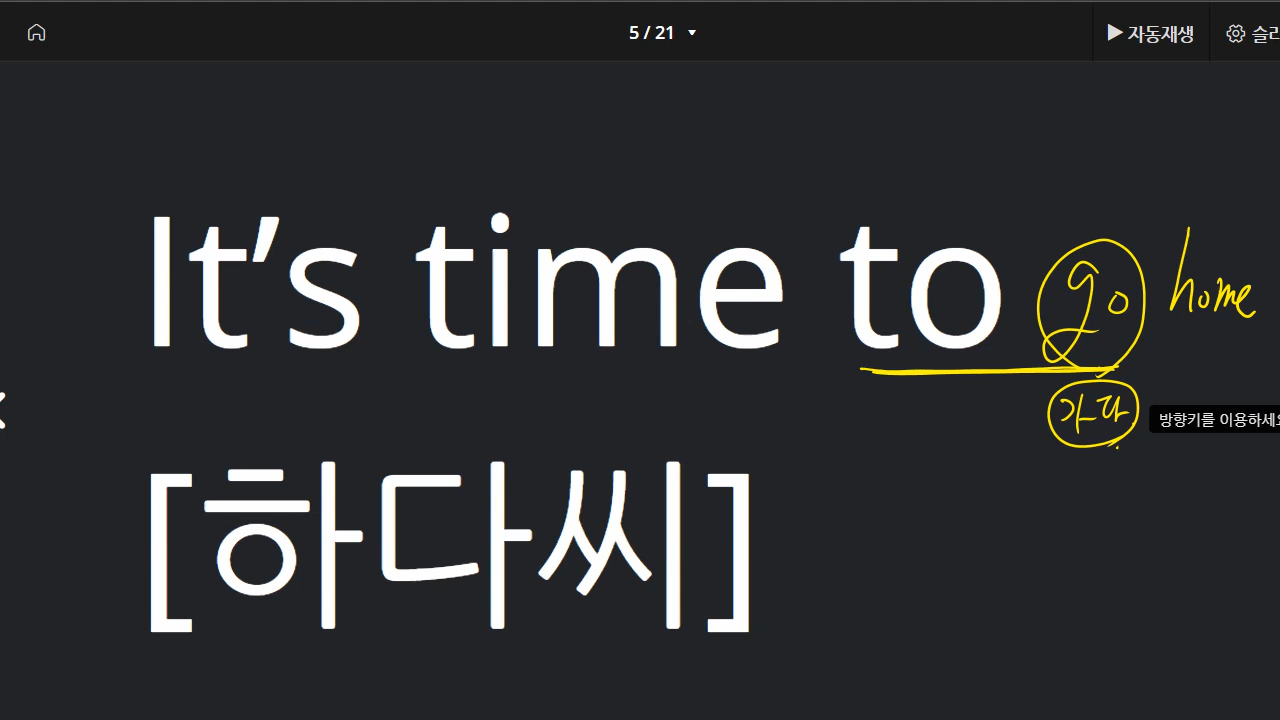 5 / 21
자동재생
It's time to go home
가다
방향키를 이용하세
[하다씨]